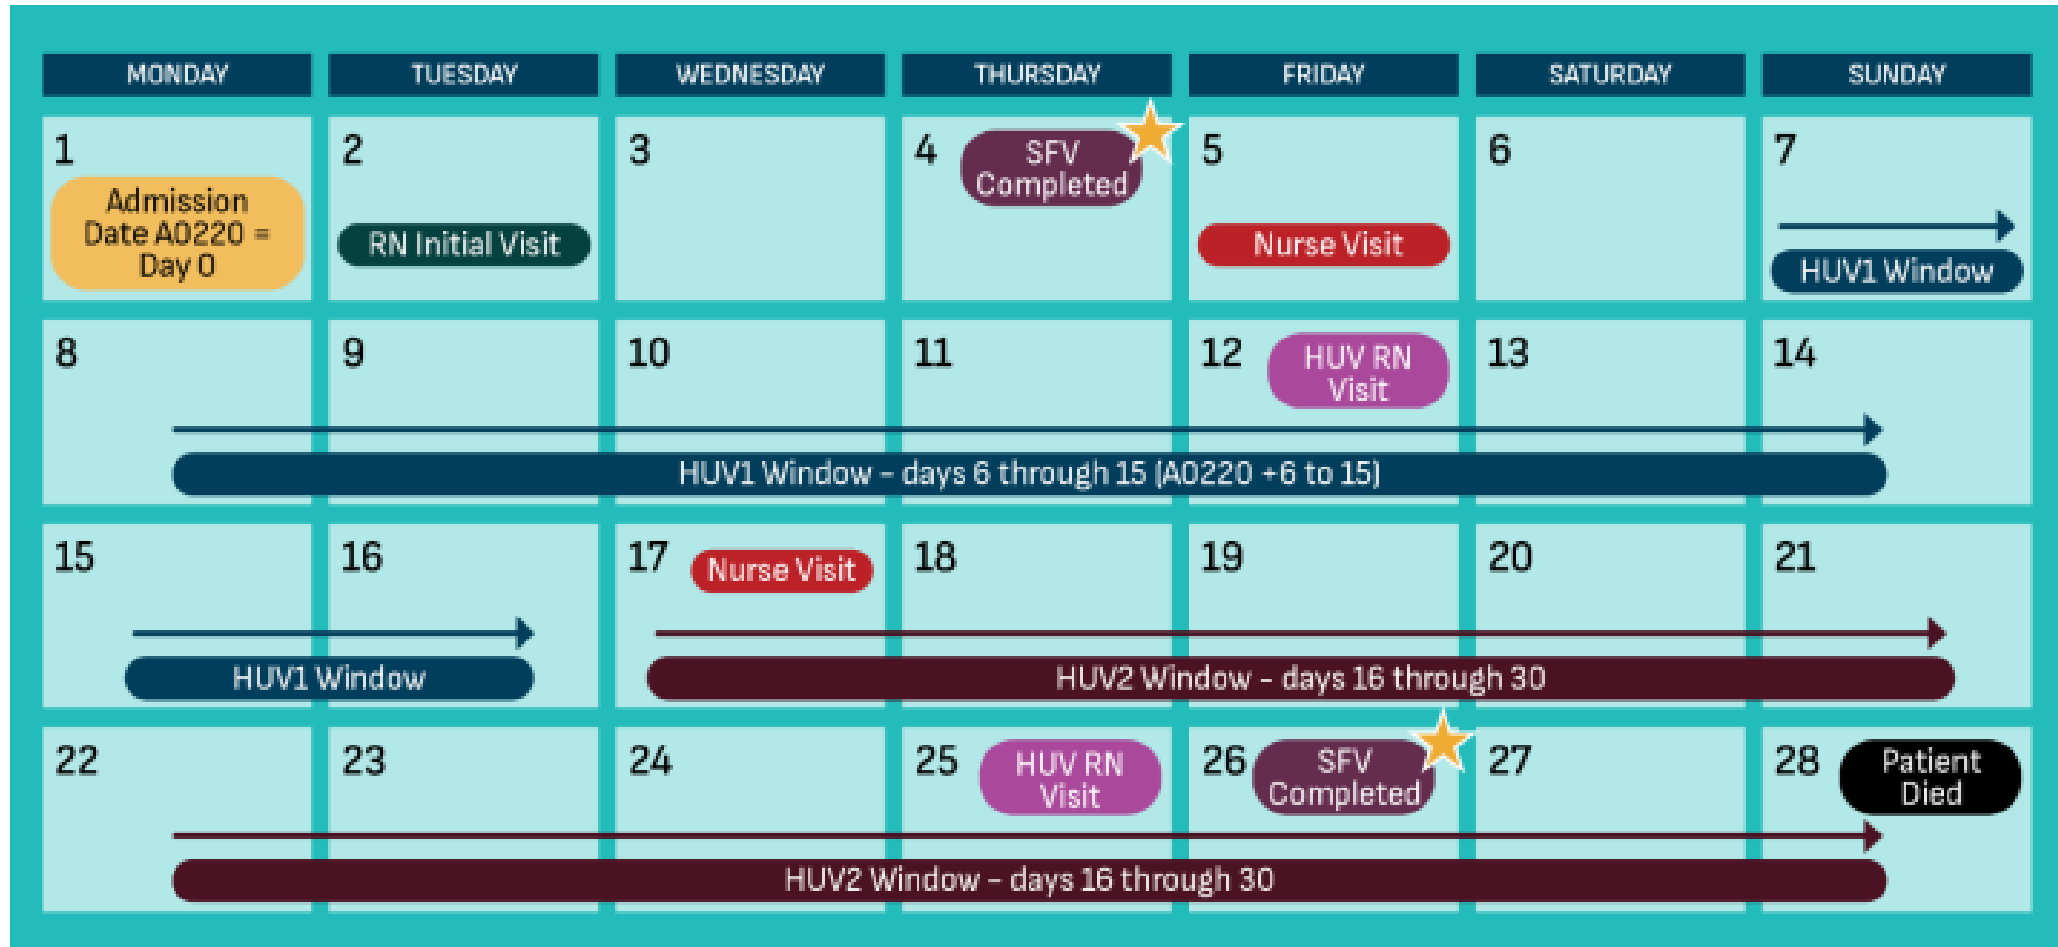 MONDAY
TUESDAY
WEDNESDAY
THURSDAY
FRIDAY
SATURDAY
SUNDAY
1
Admission
Date A0220 =
Day 0
2
RN Initial Visit
3
4
SFV
Completed
5
Nurse Visit
6
7
HUV1 Window
8
9
10
11
12
HUV RN
Visit
13
14
HUV1 Window – days 6 through 15 (A0220 +6 to 15)
15
16
HUV1 Window
17
Nurse Visit
18
19
20
21
HUV2 Window – days 16 through 30
22
23
24
25
HUV RN
Visit
26
SFV
Completed
27
28
Patient
Died
HUV2 Window – days 16 through 30